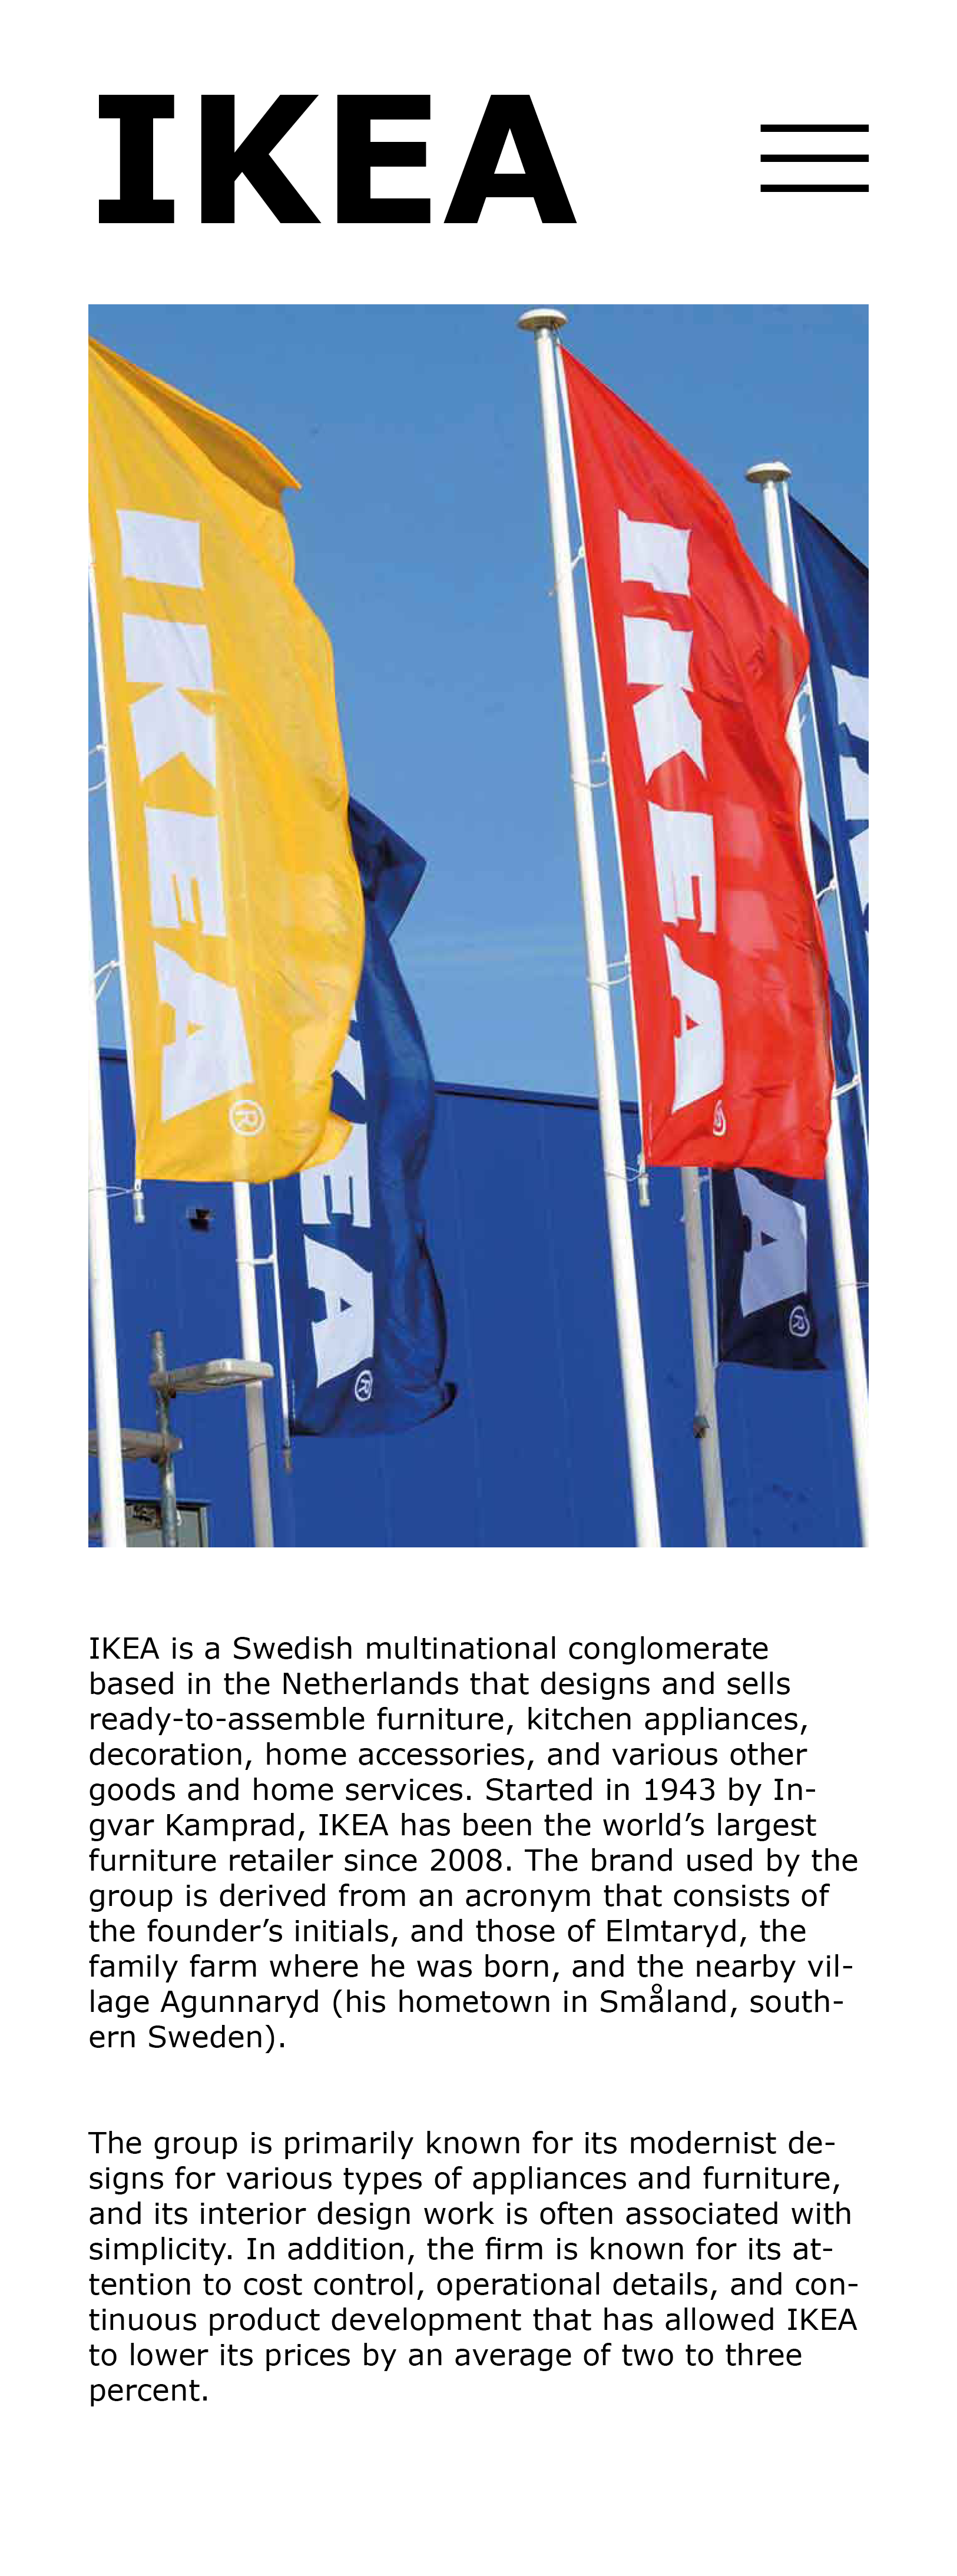 IKEA
IKEA
®
IKEA
®
KEA
®
A
®
IKEA is a Swedish multinational conglomerate
based in the Netherlands that designs and sells
ready-to-assemble furniture, kitchen appliances,
decoration, home accessories, and various other
goods and home services. Started in 1943 by In-
gvar Kamprad, IKEA has been the world’s largest
furniture retailer since 2008. The brand used by the
group is derived from an acronym that consists of
the founder’s initials, and those of Elmtaryd, the
family farm where he was born, and the nearby vil-
lage Agunnaryd (his hometown in Småland, south-
ern Sweden).
The group is primarily known for its modernist de-
signs for various types of appliances and furniture,
and its interior design work is often associated with
simplicity. In addition, the firm is known for its at-
tention to cost control, operational details, and con-
tinuous product development that has allowed IKEA
to lower its prices by an average of two to three
percent.